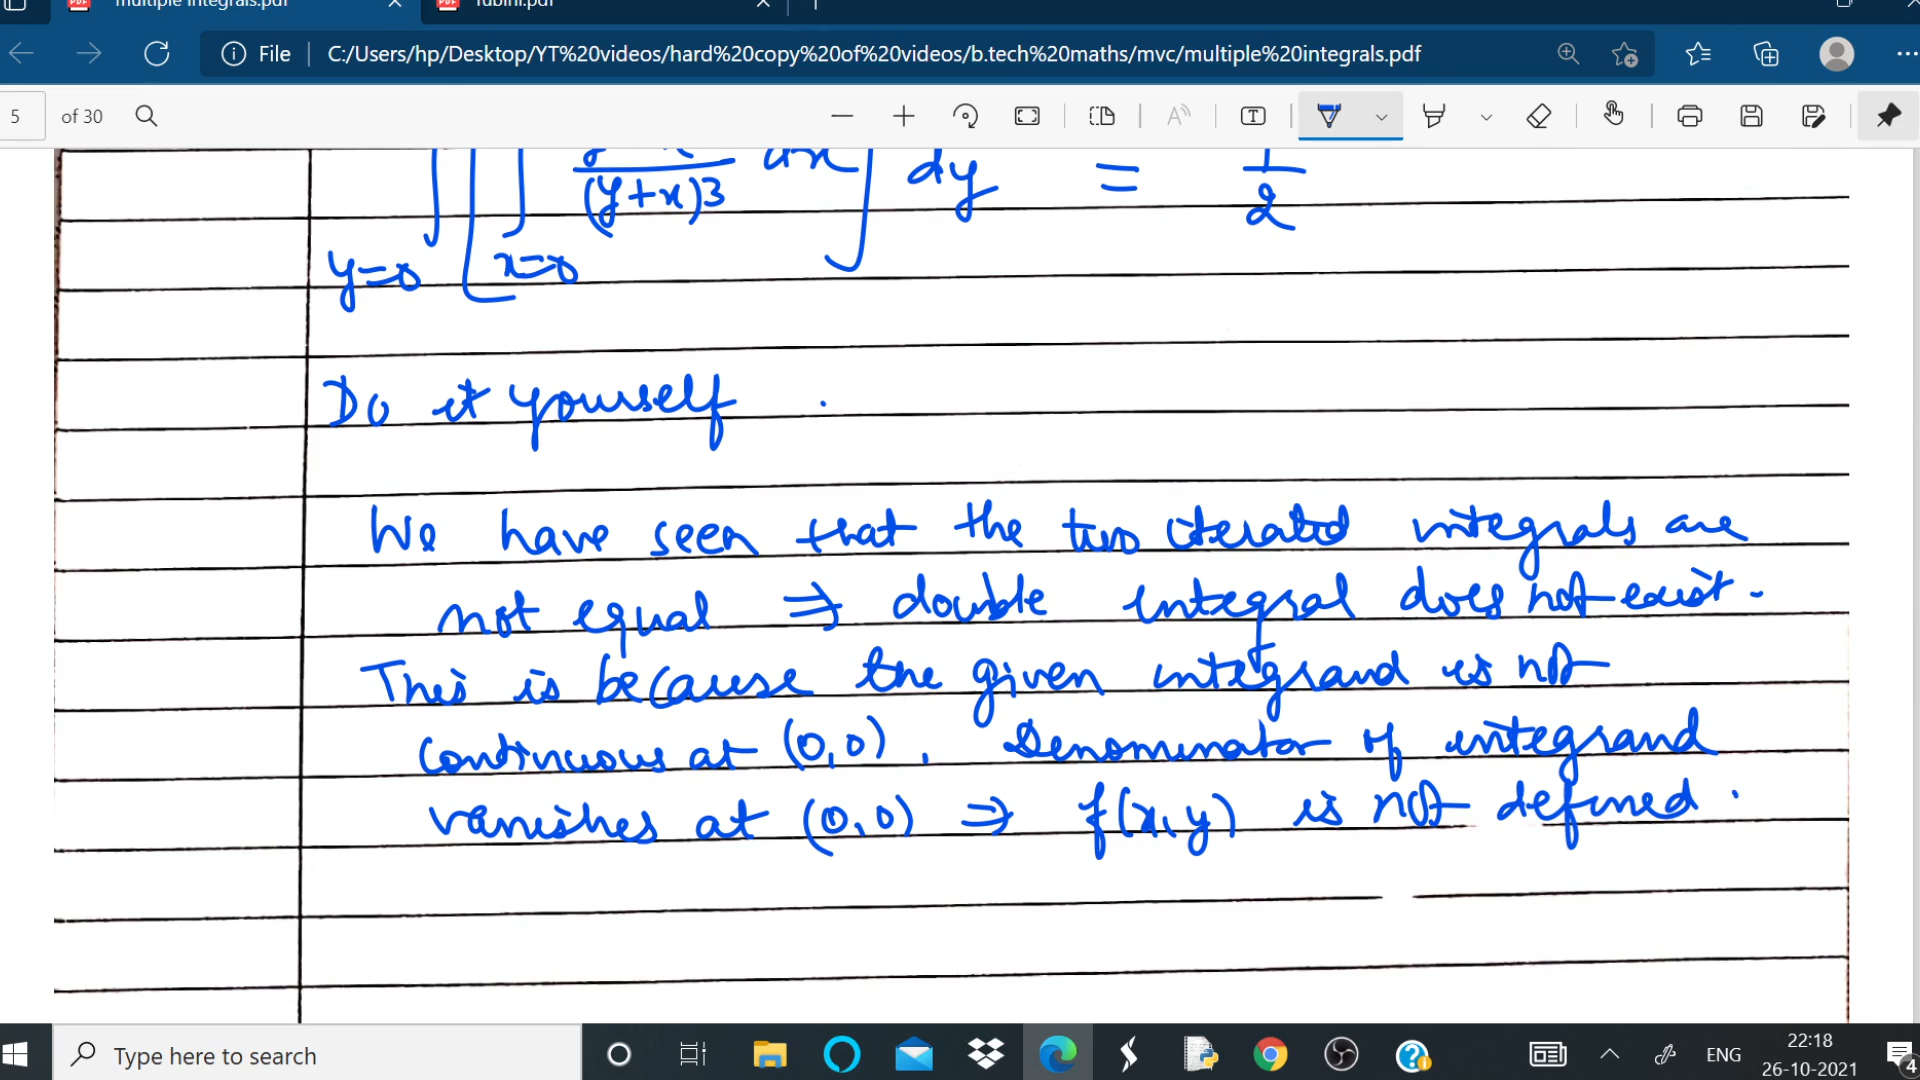 multiple integrals.pdf
fubini.pdf
File
C:/Users/hp/Desktop/YT%20videos/hard%20copy%20of%20videos/b.tech%20maths/mvc/multiple%20integrals.pdf
5 of 30
∫ [ ∫ (y+x)3 dx ] dy = 1/2
y=0 x=0
Do it yourself .
We have seen that the two iterated integrals are
not equal ⇒ double integral does not exist.
This is because the given integrand is not
continuous at (0,0). Denominator of integrand
vanishes at (0,0) ⇒ f(x,y) is not defined.
Type here to search
ENG
22:18
26-10-2021
4